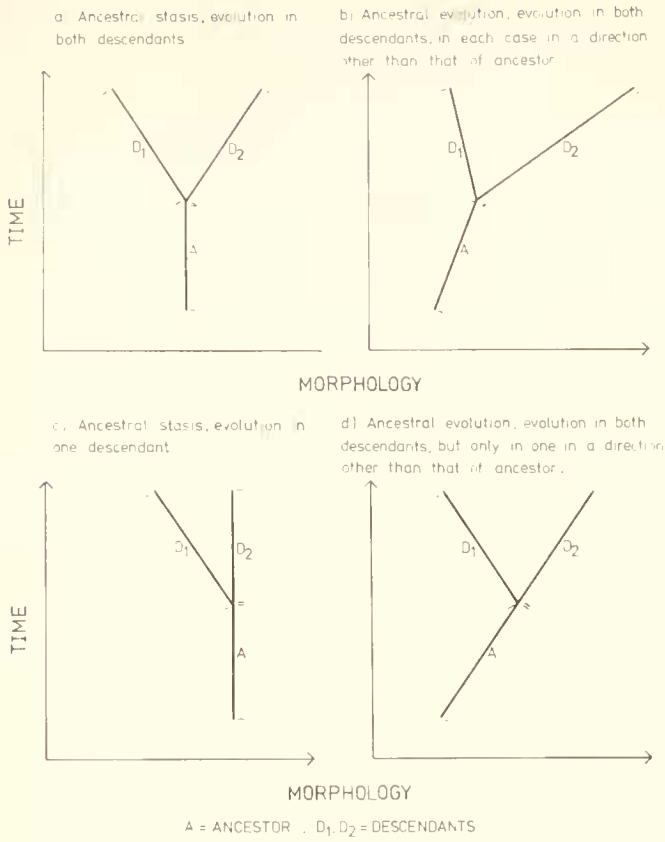 a) Ancestral stasis, evolution in
both descendants
b) Ancestral evolution, evolution in both
descendants, in each case in a direction
other than that of ancestor
TIME
D1
D2
A
D1
D2
A
MORPHOLOGY
c) Ancestral stasis, evolution in
one descendant
d) Ancestral evolution, evolution in both
descendants, but only in one in a direction
other than that of ancestor.
TIME
D1
D2
A
D1
D2
A
MORPHOLOGY
A = ANCESTOR , D1, D2 = DESCENDANTS